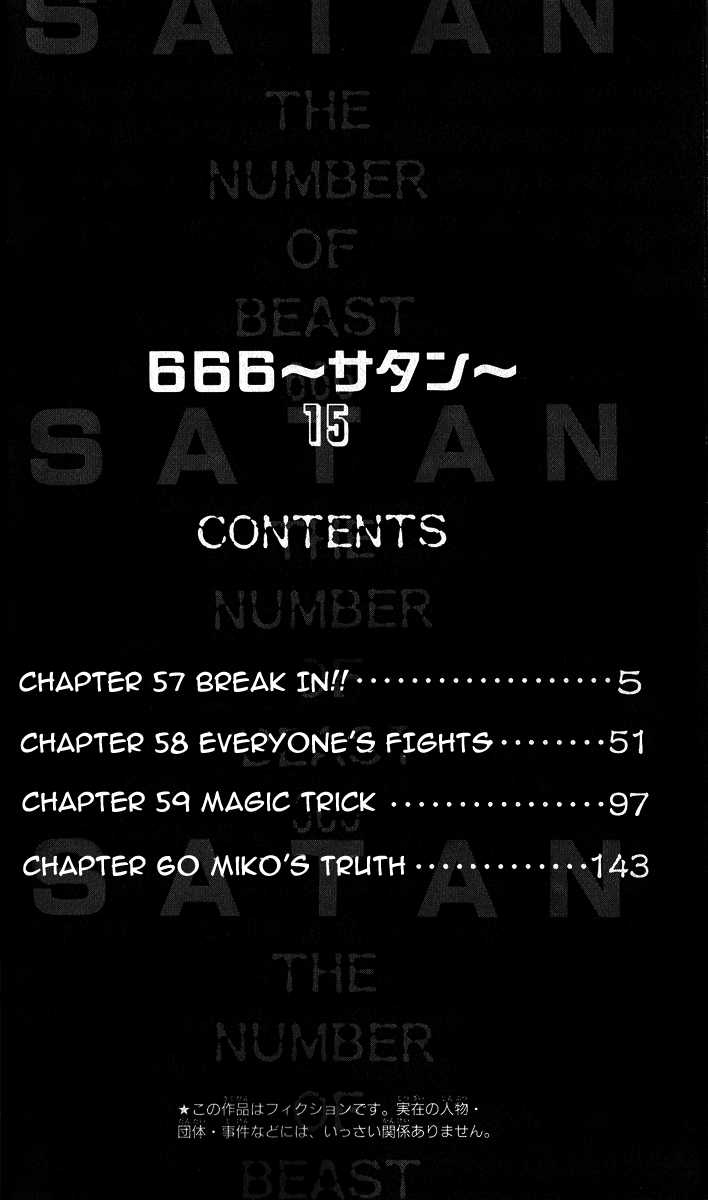 SATAN
THE
NUMBER
OF
BEAST
666～サタン～
15
SATAN
CONTENTS
THE
NUMBER
OF
CHAPTER 57 BREAK IN!! 5
BEAST
CHAPTER 58 EVERYONE'S FIGHTS 51
CHAPTER 59 MAGIC TRICK 97
666
SATAN
CHAPTER 60 MIKO'S TRUTH 143
THE
NUMBER
OF
★この作品はフィクションです。実在の人物・
団体・事件などには、いっさい関係ありません。
BEAST